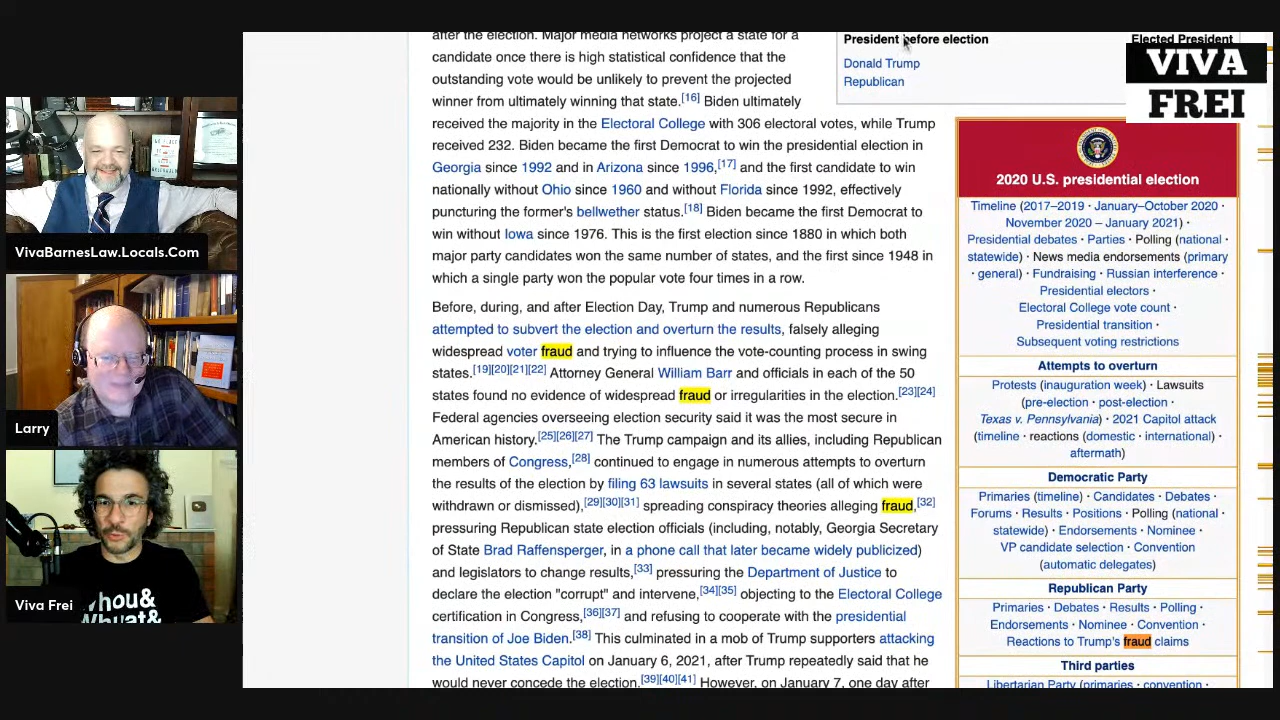 after the election. Major media networks project a state for a
candidate once there is high statistical confidence that the
outstanding vote would be unlikely to prevent the projected
winner from ultimately winning that state.[16] Biden ultimately
received the majority in the Electoral College with 306 electoral votes, while Trump
received 232. Biden became the first Democrat to win the presidential election in
Georgia since 1992 and in Arizona since 1996,[17] and the first candidate to win
nationally without Ohio since 1960 and without Florida since 1992, effectively
puncturing the former's bellwether status.[18] Biden became the first Democrat to
win without Iowa since 1976. This is the first election since 1880 in which both
major party candidates won the same number of states, and the first since 1948 in
which a single party won the popular vote four times in a row.
Before, during, and after Election Day, Trump and numerous Republicans
attempted to subvert the election and overturn the results, falsely alleging
widespread voter fraud and trying to influence the vote-counting process in swing
states.[19][20][21][22] Attorney General William Barr and officials in each of the 50
states found no evidence of widespread fraud or irregularities in the election.[23][24]
Federal agencies overseeing election security said it was the most secure in
American history.[25][26][27] The Trump campaign and its allies, including Republican
members of Congress,[28] continued to engage in numerous attempts to overturn
the results of the election by filing 63 lawsuits in several states (all of which were
withdrawn or dismissed),[29][30][31] spreading conspiracy theories alleging fraud,[32]
pressuring Republican state election officials (including, notably, Georgia Secretary
of State Brad Raffensperger, in a phone call that later became widely publicized)
and legislators to change results,[33] pressuring the Department of Justice to
declare the election "corrupt" and intervene,[34][35] objecting to the Electoral College
certification in Congress,[36][37] and refusing to cooperate with the presidential
transition of Joe Biden.[38] This culminated in a mob of Trump supporters attacking
the United States Capitol on January 6, 2021, after Trump repeatedly said that he
would never concede the election.[39][40][41] However, on January 7, one day after
President before election
Elected President
Donald Trump
Republican
VIVA
FREI
2020 U.S. presidential election
Timeline (2017–2019 · January–October 2020 ·
November 2020 – January 2021) ·
Presidential debates · Parties · Polling (national ·
statewide) · News media endorsements (primary
· general) · Fundraising · Russian interference ·
Presidential electors ·
Electoral College vote count ·
Presidential transition ·
Subsequent voting restrictions
Attempts to overturn
Protests (inauguration week) · Lawsuits
(pre-election · post-election ·
Texas v. Pennsylvania) · 2021 Capitol attack
(timeline · reactions (domestic · international) ·
aftermath)
Democratic Party
Primaries (timeline) · Candidates · Debates ·
Forums · Results · Positions · Polling (national ·
statewide) · Endorsements · Nominee ·
VP candidate selection · Convention
(automatic delegates)
Republican Party
Primaries · Debates · Results · Polling ·
Endorsements · Nominee · Convention ·
Reactions to Trump's fraud claims
Third parties
Libertarian Party (primaries · convention ·
VivaBarnesLaw.Locals.Com
Larry
Viva Frei
whou&
Whuat&